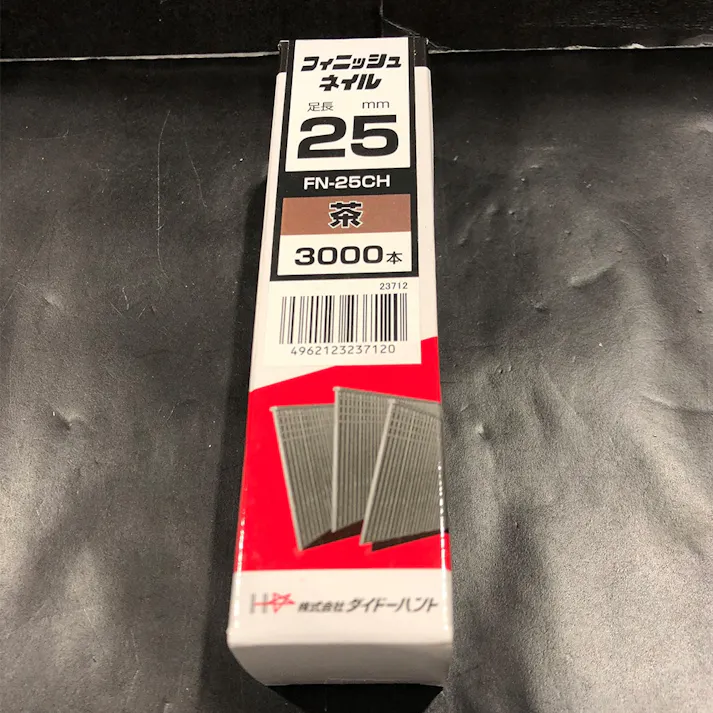 フィニッシュ
ネイル
足長 mm
25
FN-25CH
茶
3000本
23712
4962123237120
株式会社 ダイドーハント